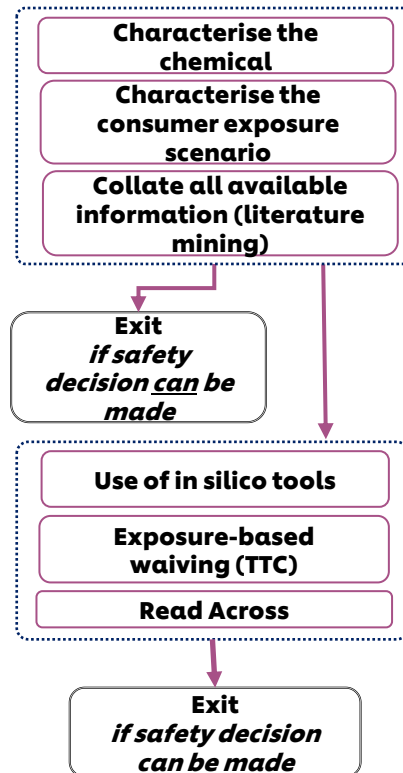 Characterise the
chemical
Characterise the
consumer exposure
scenario
Collate all available
information (literature
mining)
Exit
if safety
decision can be
made
Use of in silico tools
Exposure-based
waiving (TTC)
Read Across
Exit
if safety decision
can be made